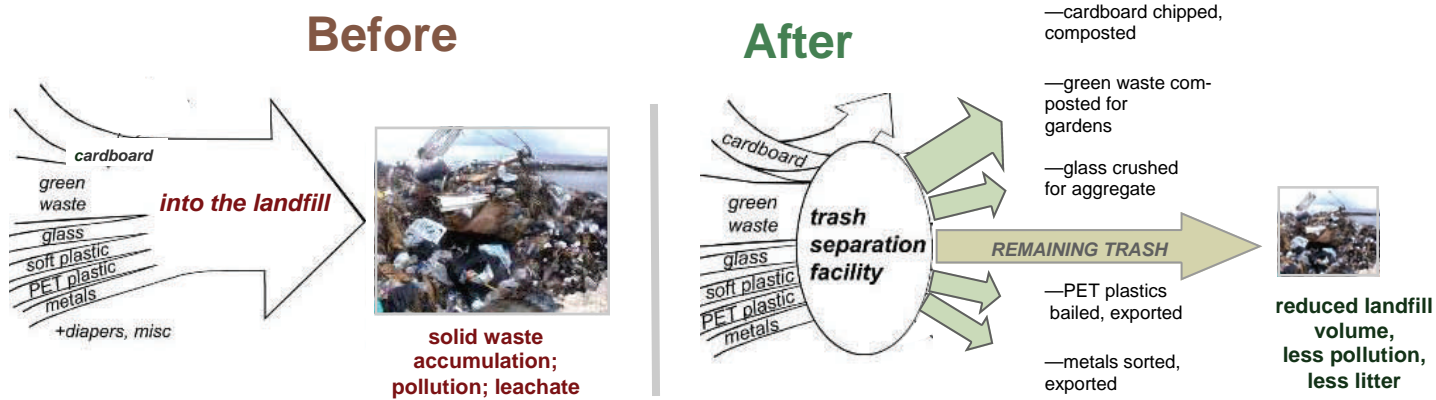 Before
cardboard
green
waste
into the landfill
glass
soft plastic
PET plastic
metals
+diapers, misc
solid waste
accumulation;
pollution; leachate
After
cardboard
green
waste
glass
soft plastic
PET plastic
metals
trash
separation
facility
—cardboard chipped,
composted
—green waste com-
posted for
gardens
—glass crushed
for aggregate
REMAINING TRASH
—PET plastics
bailed, exported
—metals sorted,
exported
reduced landfill
volume,
less pollution,
less litter